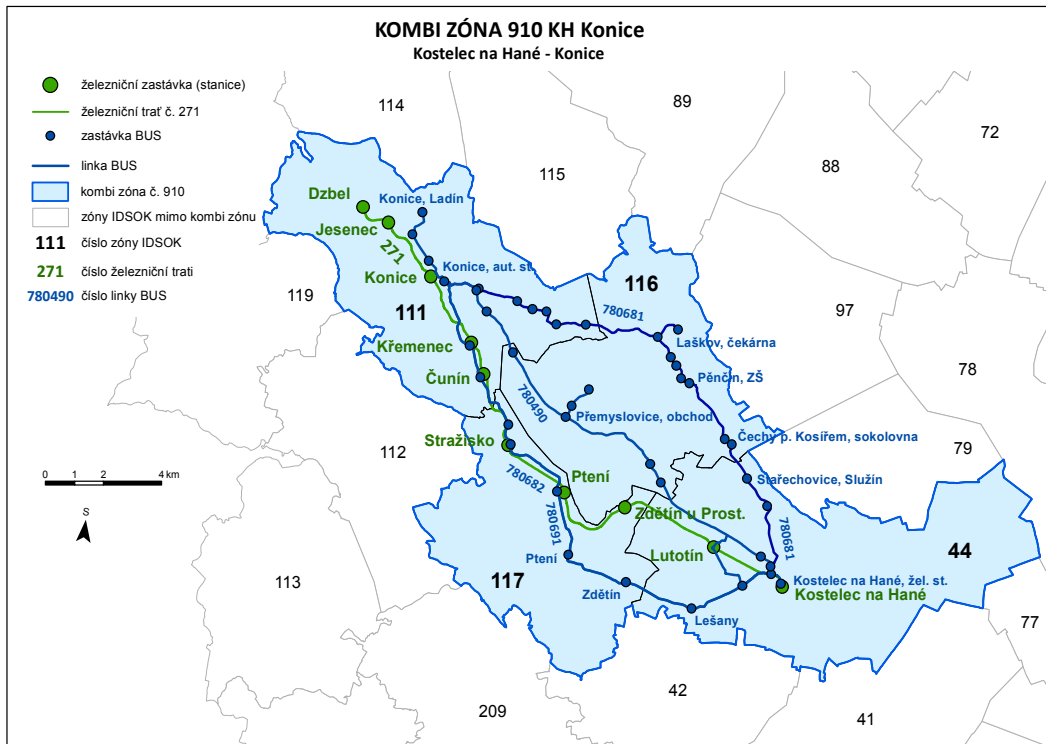 KOMBI ZÓNA 910 KH Konice
Kostelec na Hané - Konice
železniční zastávka (stanice)
železniční trať č. 271
zastávka BUS
linka BUS
kombi zóna č. 910
zóny IDSOK mimo kombi zónu
111 číslo zóny IDSOK
271 číslo železniční trati
780490 číslo linky BUS
114
89
72
115
88
Dzbel
Konice, Ladín
Jesenec
271
Konice
Konice, aut. st.
116
119
111
780681
97
Laškov, čekárna
Křemenec
78
Čunín
Pěnčín, ZŠ
780490
Přemyslovice, obchod
112
Stražisko
Čechy p. Kosířem, sokolovna
79
0 2 4 km
780682
Ptení
Stařechovice, Služín
S
Zdětín u Prost.
780691
780681
Lutotín
44
113
Ptení
117
Zdětín
Kostelec na Hané, žel. st.
Kostelec na Hané
Lešany
77
42
209
41